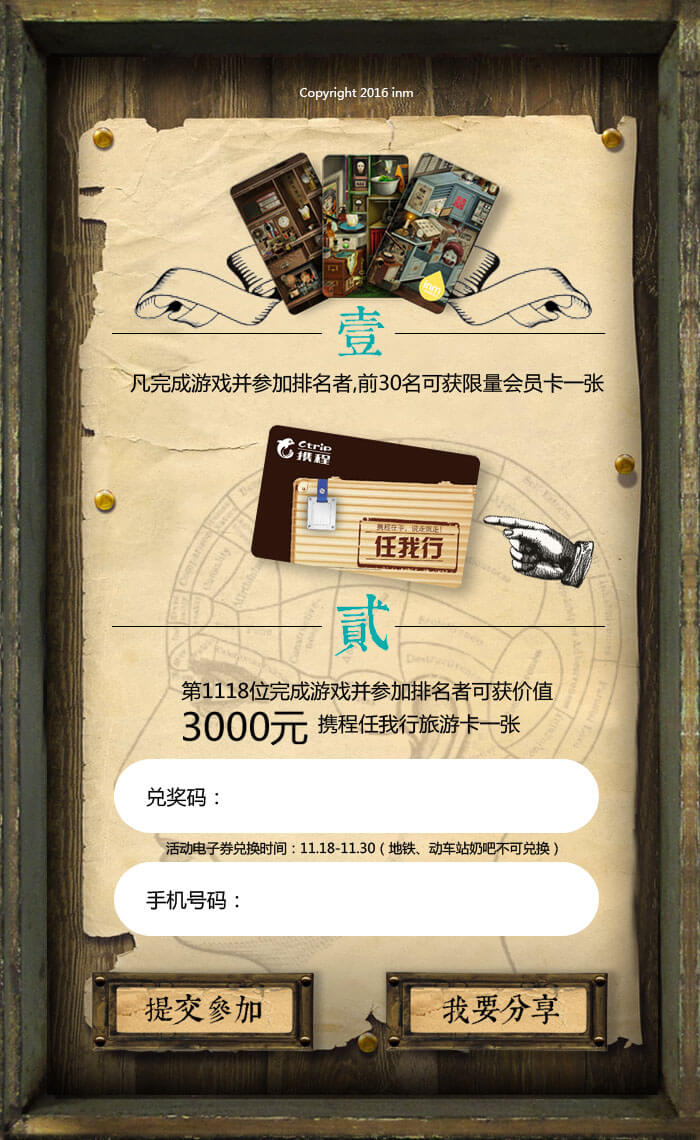 Copyright 2016 inm
inm
壹
凡完成游戏并参加排名者,前30名可获限量会员卡一张
Ctrip
携程
携程在手，说走就走！
任我行
貳
第1118位完成游戏并参加排名者可获价值
3000元 携程任我行旅游卡一张
兑奖码：
活动电子券兑换时间：11.18-11.30（地铁、动车站奶吧不可兑换）
手机号码：
提交參加
我要分享